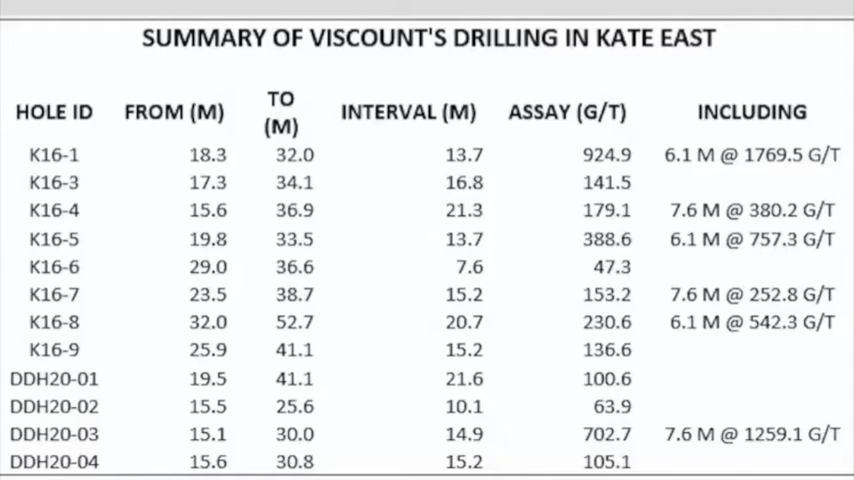 SUMMARY OF VISCOUNT'S DRILLING IN KATE EAST
HOLE ID FROM (M) TO (M) INTERVAL (M) ASSAY (G/T) INCLUDING
K16-1 18.3 32.0 13.7 924.9 6.1 M @ 1769.5 G/T
K16-3 17.3 34.1 16.8 141.5
K16-4 15.6 36.9 21.3 179.1 7.6 M @ 380.2 G/T
K16-5 19.8 33.5 13.7 388.6 6.1 M @ 757.3 G/T
K16-6 29.0 36.6 7.6 47.3
K16-7 23.5 38.7 15.2 153.2 7.6 M @ 252.8 G/T
K16-8 32.0 52.7 20.7 230.6 6.1 M @ 542.3 G/T
K16-9 25.9 41.1 15.2 136.6
DDH20-01 19.5 41.1 21.6 100.6
DDH20-02 15.5 25.6 10.1 63.9
DDH20-03 15.1 30.0 14.9 702.7 7.6 M @ 1259.1 G/T
DDH20-04 15.6 30.8 15.2 105.1